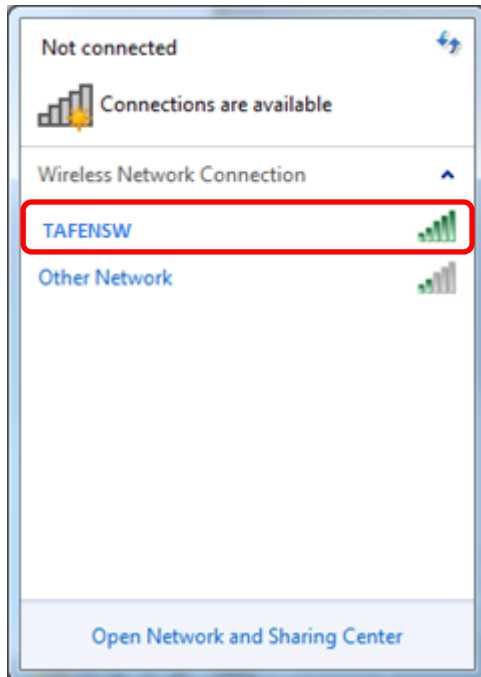 Not connected
Connections are available
Wireless Network Connection
TAFENSW
Other Network
Open Network and Sharing Center